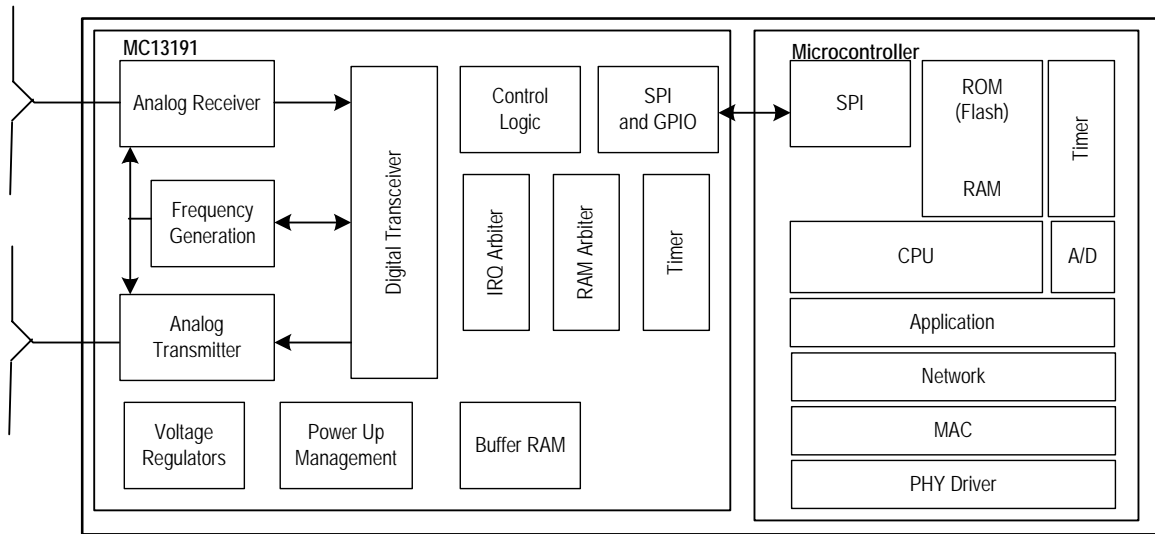 MC13191
Analog Receiver
Frequency
Generation
Analog
Transmitter
Digital Transceiver
Control
Logic
SPI
and GPIO
IRQ Arbiter
RAM Arbiter
Timer
Voltage
Regulators
Power Up
Management
Buffer RAM
Microcontroller
SPI
ROM
(Flash)
RAM
Timer
CPU
A/D
Application
Network
MAC
PHY Driver